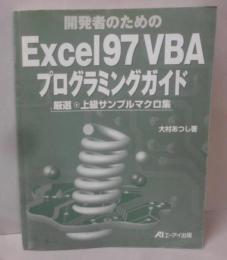 開発者のための
Excel97 VBA
プログラミングガイド
厳選・上級サンプルマクロ集
大村あつし著
AIエーアイ出版